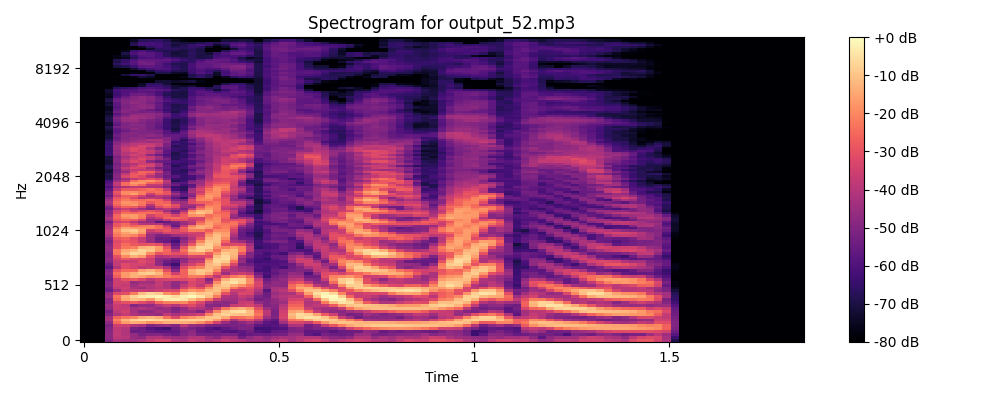 Spectrogram for output_52.mp3
Hz
8192
4096
2048
1024
512
0
0
0.5
1
1.5
Time
+0 dB
-10 dB
-20 dB
-30 dB
-40 dB
-50 dB
-60 dB
-70 dB
-80 dB